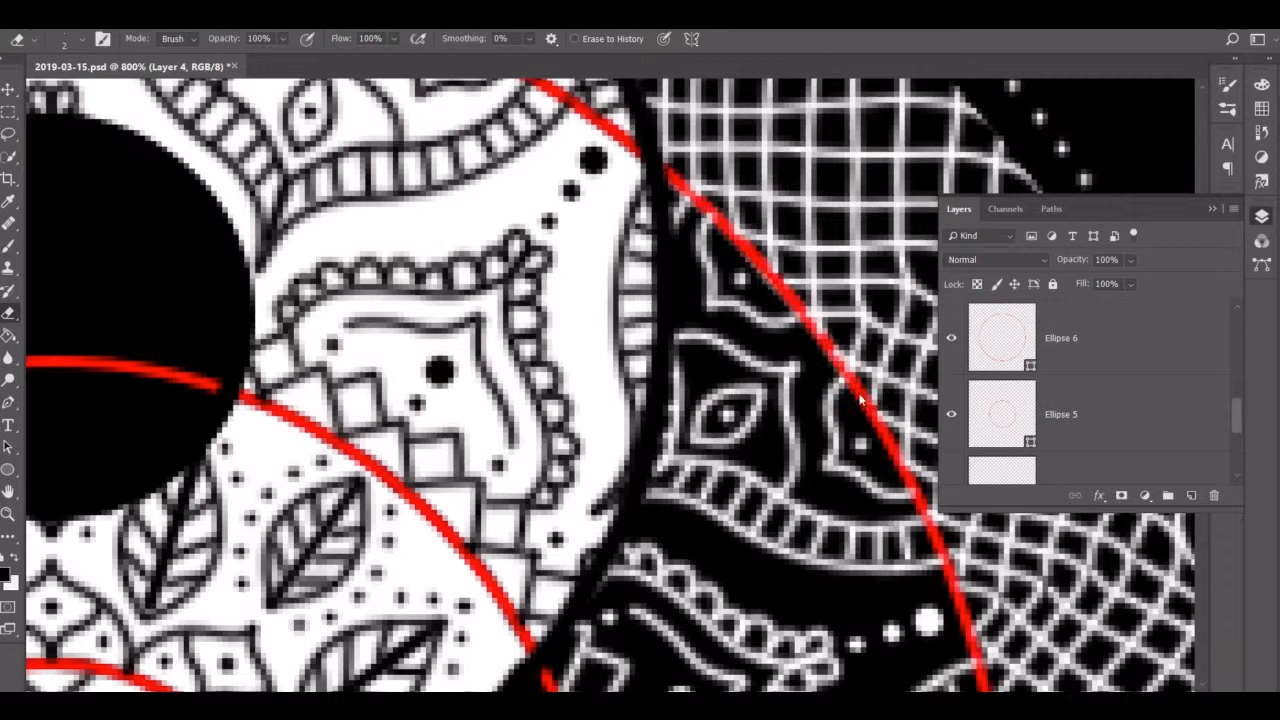 2 Mode: Brush Opacity: 100% Flow: 100% Smoothing: 0% Erase to History
2019-03-15.psd @ 800% (Layer 4, RGB/8) *
Layers Channels Paths
Kind
Normal Opacity: 100%
Lock: Fill: 100%
Ellipse 6
Ellipse 5